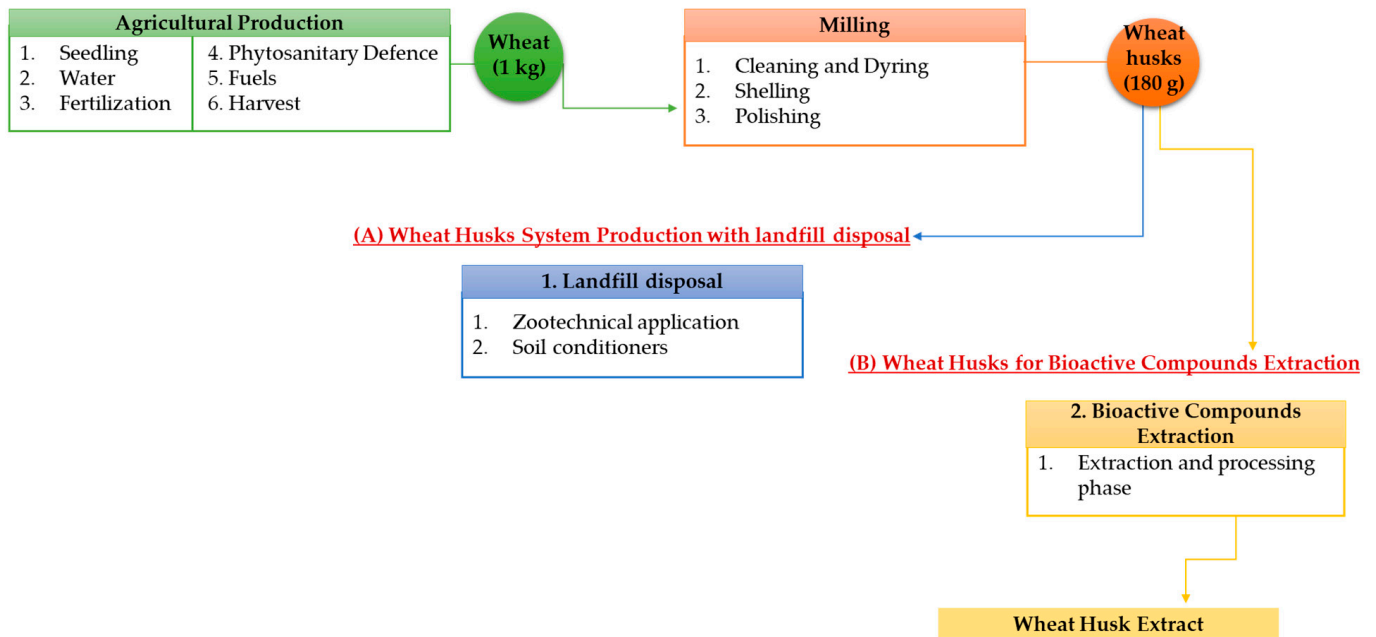 Agricultural Production
1. Seedling
2. Water
3. Fertilization
4. Phytosanitary Defence
5. Fuels
6. Harvest
Wheat
(1 kg)
Milling
1. Cleaning and Dyring
2. Shelling
3. Polishing
Wheat
husks
(180 g)
(A) Wheat Husks System Production with landfill disposal
1. Landfill disposal
1. Zootechnical application
2. Soil conditioners
(B) Wheat Husks for Bioactive Compounds Extraction
2. Bioactive Compounds
Extraction
1. Extraction and processing
phase
Wheat Husk Extract